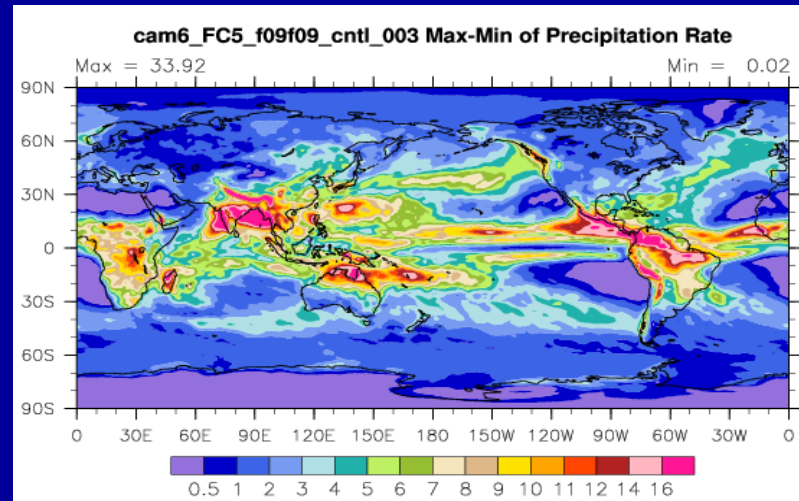 cam6_FC5_f09f09_cntl_003 Max-Min of Precipitation Rate
Max = 33.92 Min = 0.02
90N
60N
30N
0
30S
60S
90S
0 30E 60E 90E 120E 150E 180 150W 120W 90W 60W 30W 0
0.5 1 2 3 4 5 6 7 8 9 10 11 12 14 16